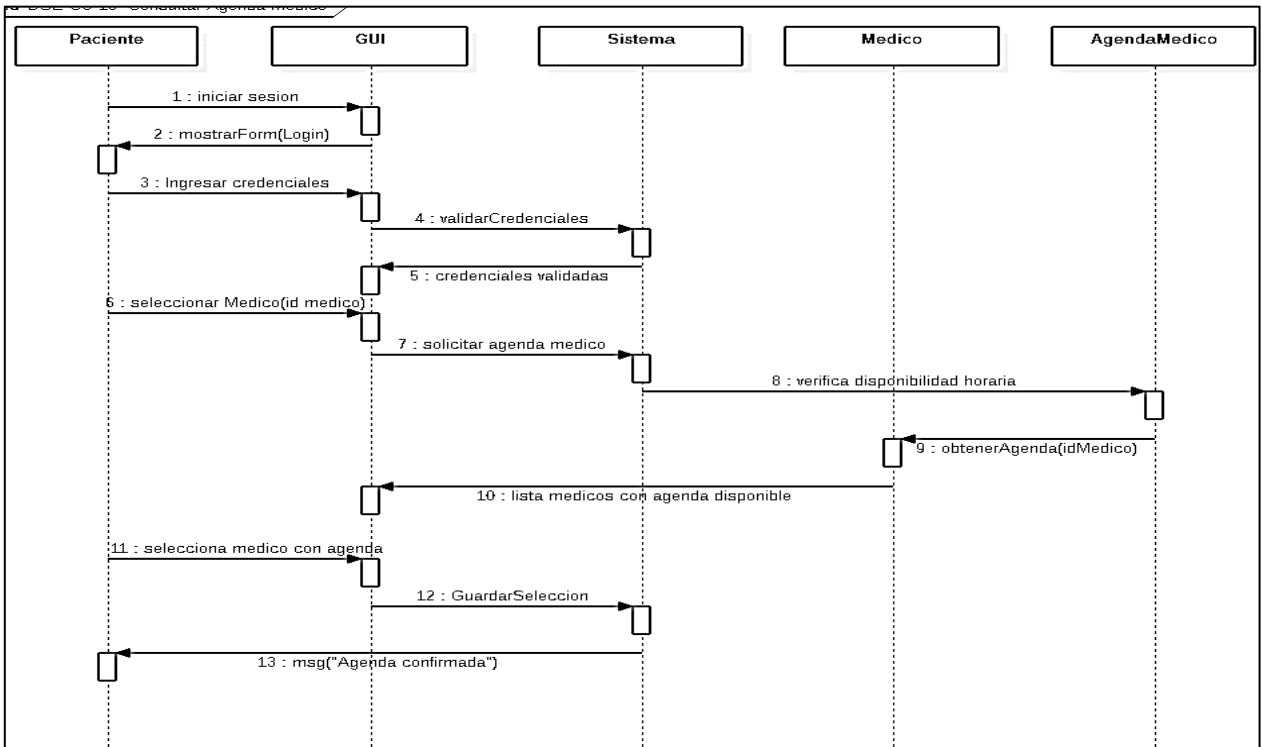 Paciente
GUI
Sistema
Medico
AgendaMedico
1 : iniciar sesion
2 : mostrarForm(Login)
3 : Ingresar credenciales
4 : validarCredenciales
5 : credenciales validadas
6 : seleccionar Medico(id medico)
7 : solicitar agenda medico
8 : verifica disponibilidad horaria
9 : obtenerAgenda(idMedico)
10 : lista medicos con agenda disponible
11 : selecciona medico con agenda
12 : GuardarSeleccion
13 : msg("Agenda confirmada")